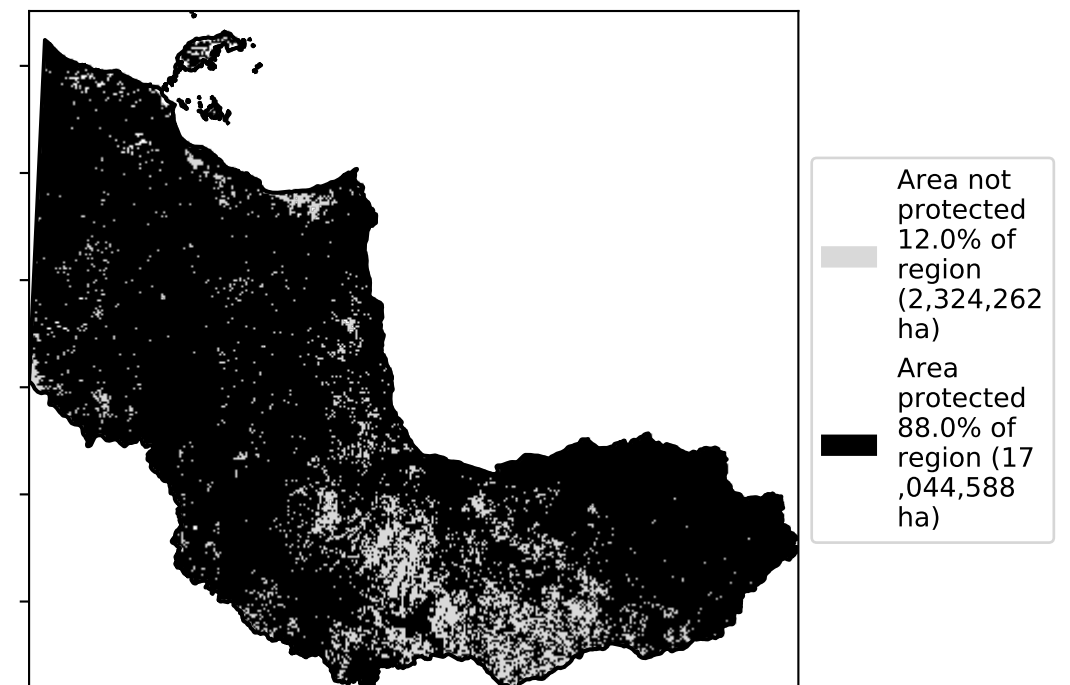 Area not
protected
12.0% of
region
(2,324,262
ha)
Area
protected
88.0% of
region (17
,044,588
ha)